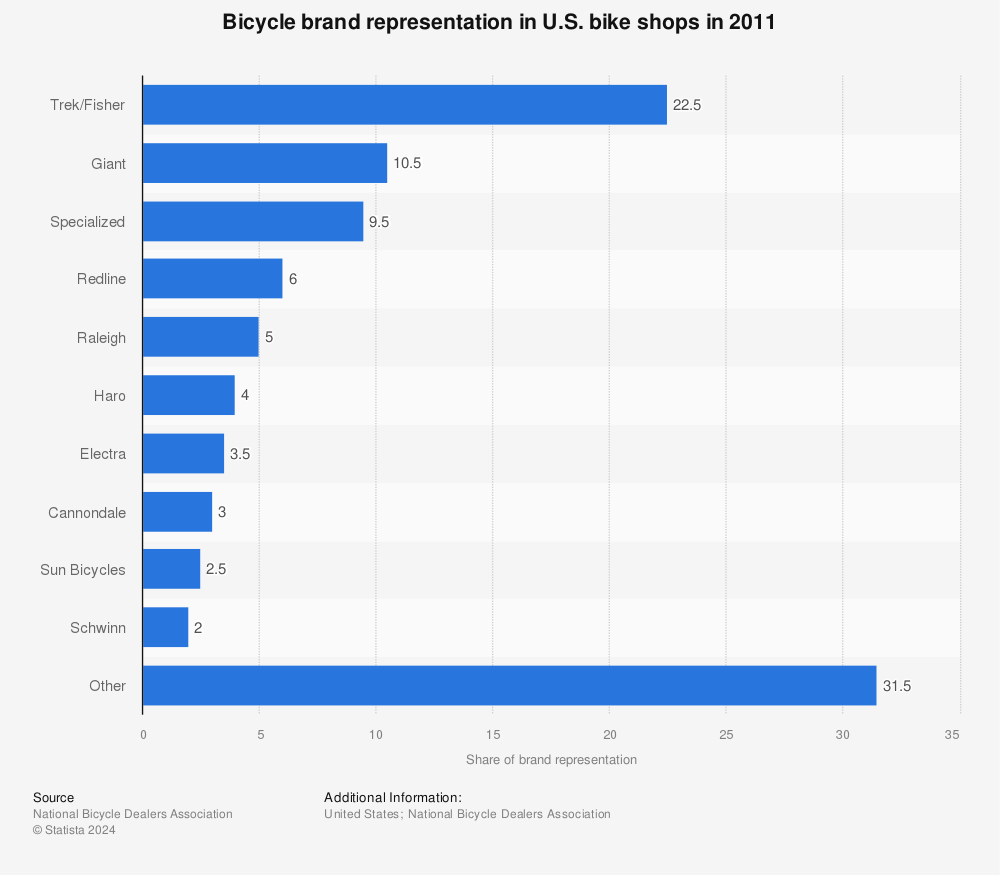 Bicycle brand representation in U.S. bike shops in 2011
Trek/Fisher 22.5
Giant 10.5
Specialized 9.5
Redline 6
Raleigh 5
Haro 4
Electra 3.5
Cannondale 3
Sun Bicycles 2.5
Schwinn 2
Other 31.5
0 5 10 15 20 25 30 35
Share of brand representation
Source
National Bicycle Dealers Association
© Statista 2024
Additional Information:
United States; National Bicycle Dealers Association